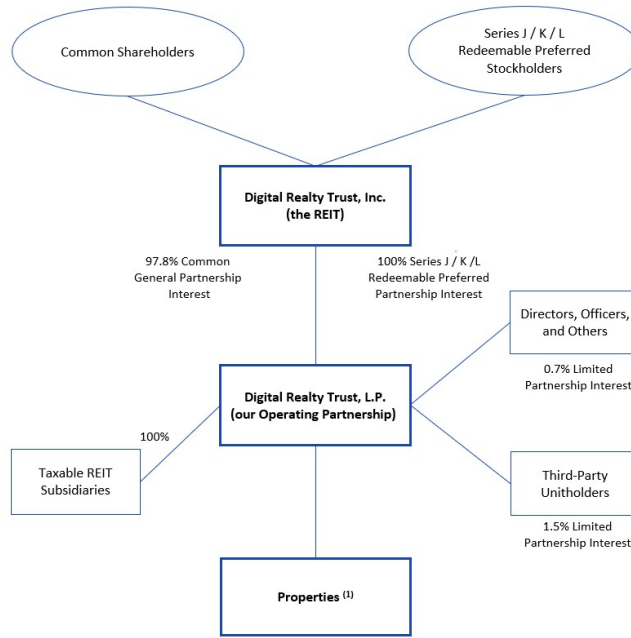 Common Shareholders
Series J / K / L
Redeemable Preferred
Stockholders
Digital Realty Trust, Inc.
(the REIT)
97.8% Common
General Partnership
Interest
100% Series J / K /L
Redeemable Preferred
Partnership Interest
Directors, Officers,
and Others
0.7% Limited
Partnership Interest
Digital Realty Trust, L.P.
(our Operating Partnership)
100%
Taxable REIT
Subsidiaries
Third-Party
Unitholders
1.5% Limited
Partnership Interest
Properties (1)